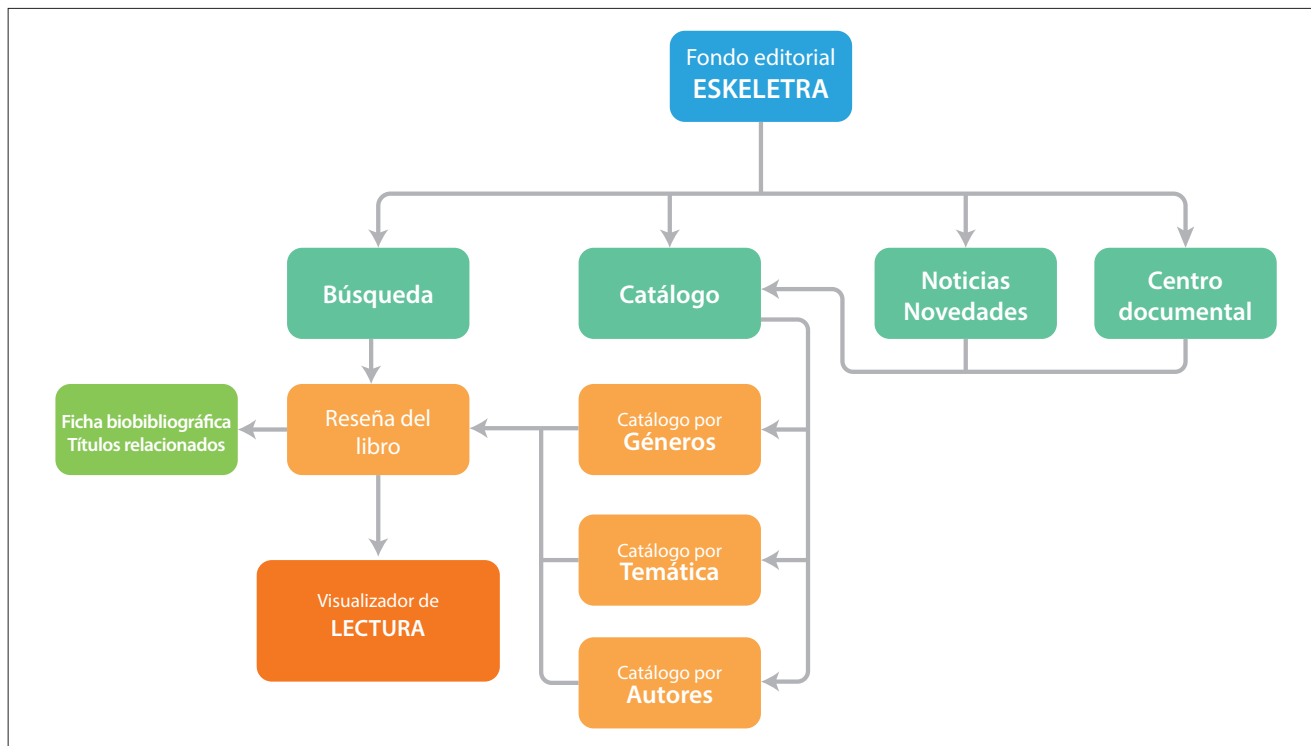 Fondo editorial
ESKELETRA
Búsqueda
Catálogo
Noticias
Novedades
Centro
documental
Ficha biobibliográfica
Títulos relacionados
Reseña del
libro
Catálogo por
Géneros
Catálogo por
Temática
Visualizador de
LECTURA
Catálogo por
Autores